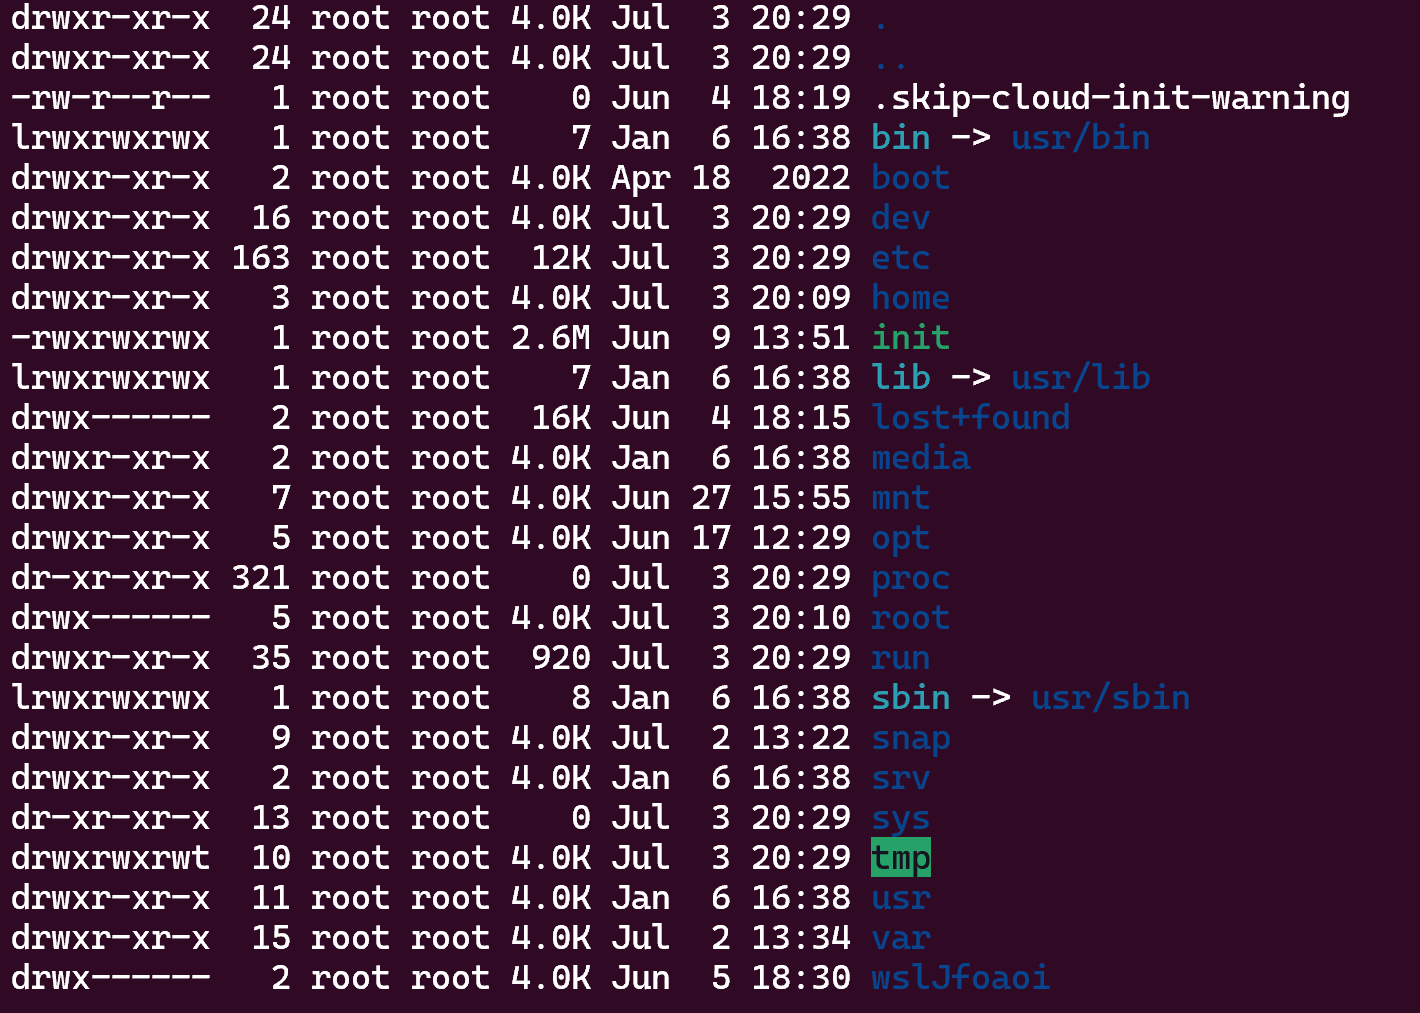 drwxr-xr-x  24 root root 4.0K Jul  3 20:29 .
drwxr-xr-x  24 root root 4.0K Jul  3 20:29 ..
-rw-r--r--   1 root root    0 Jun  4 18:19 .skip-cloud-init-warning
lrwxrwxrwx   1 root root    7 Jan  6 16:38 bin -> usr/bin
drwxr-xr-x   2 root root 4.0K Apr 18  2022 boot
drwxr-xr-x  16 root root 4.0K Jul  3 20:29 dev
drwxr-xr-x 163 root root  12K Jul  3 20:29 etc
drwxr-xr-x   3 root root 4.0K Jul  3 20:09 home
-rwxrwxrwx   1 root root 2.6M Jun  9 13:51 init
lrwxrwxrwx   1 root root    7 Jan  6 16:38 lib -> usr/lib
drwx------   2 root root  16K Jun  4 18:15 lost+found
drwxr-xr-x   2 root root 4.0K Jan  6 16:38 media
drwxr-xr-x   7 root root 4.0K Jun 27 15:55 mnt
drwxr-xr-x   5 root root 4.0K Jun 17 12:29 opt
dr-xr-xr-x 321 root root    0 Jul  3 20:29 proc
drwx------   5 root root 4.0K Jul  3 20:10 root
drwxr-xr-x  35 root root  920 Jul  3 20:29 run
lrwxrwxrwx   1 root root    8 Jan  6 16:38 sbin -> usr/sbin
drwxr-xr-x   9 root root 4.0K Jul  2 13:22 snap
drwxr-xr-x   2 root root 4.0K Jan  6 16:38 srv
dr-xr-xr-x  13 root root    0 Jul  3 20:29 sys
drwxrwxrwt  10 root root 4.0K Jul  3 20:29 tmp
drwxr-xr-x  11 root root 4.0K Jan  6 16:38 usr
drwxr-xr-x  15 root root 4.0K Jul  2 13:34 var
drwx------   2 root root 4.0K Jun  5 18:30 wslJfoaoi